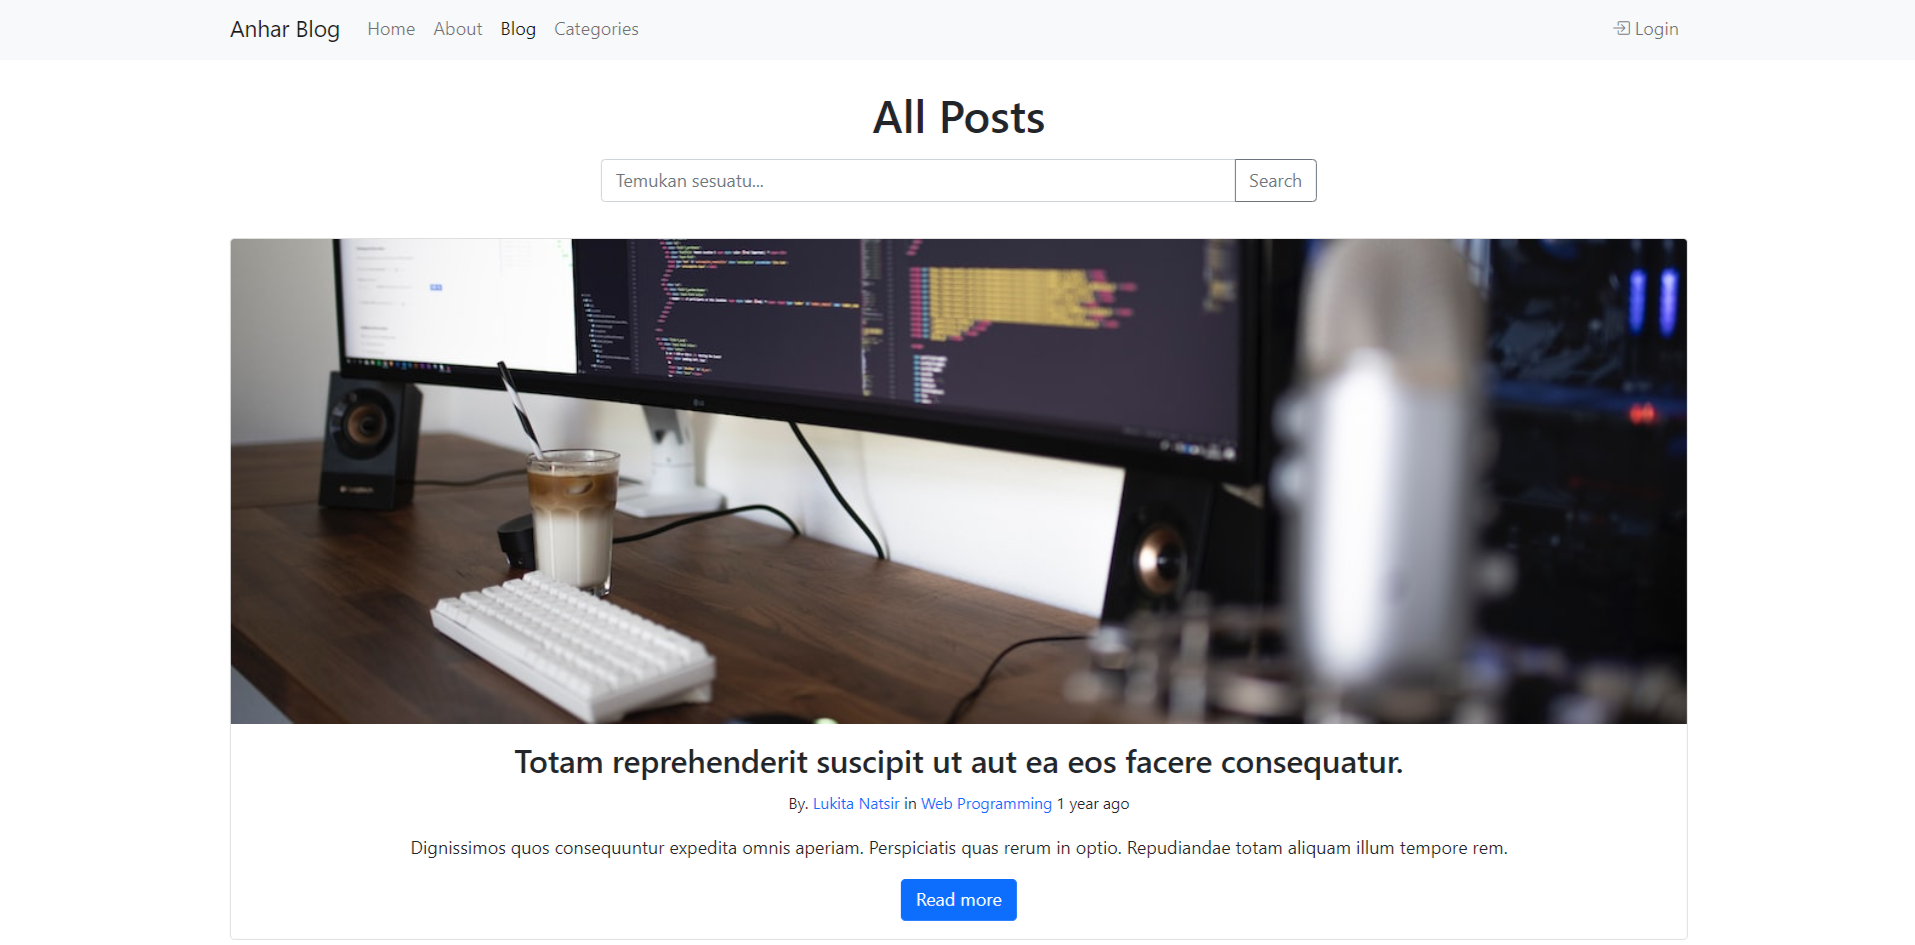 Anhar Blog Home About Blog Categories Login
All Posts
Temukan sesuatu... Search
Totam reprehenderit suscipit ut aut ea eos facere consequatur.
By. Lukita Natsir in Web Programming 1 year ago
Dignissimos quos consequuntur expedita omnis aperiam. Perspiciatis quas rerum in optio. Repudiandae totam aliquam illum tempore rem.
Read more